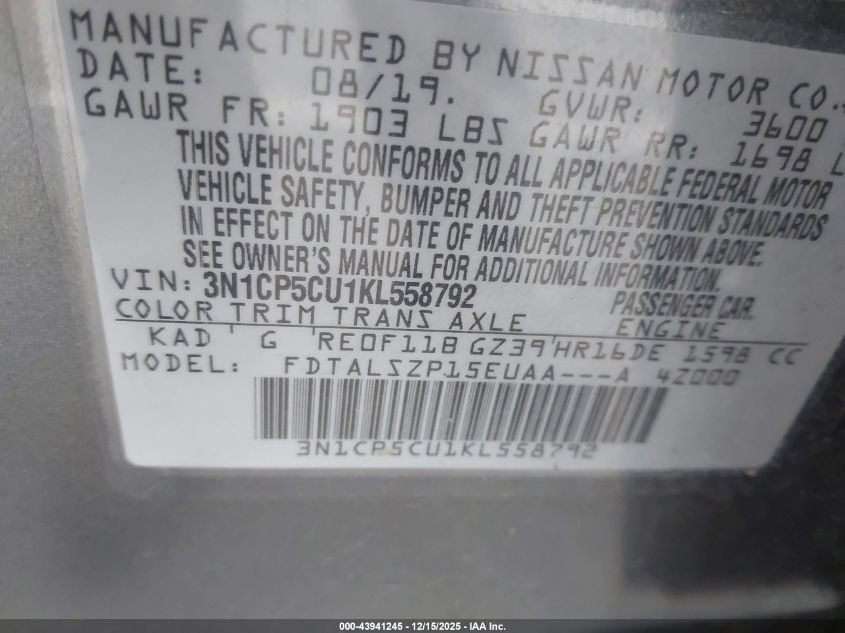 MANUFACTURED BY NISSAN MOTOR CO.
DATE: 08/19. GVWR: 3600
GAWR FR: 1903 LBS GAWR RR: 1698 L
THIS VEHICLE CONFORMS TO ALL APPLICABLE FEDERAL MOTOR
VEHICLE SAFETY, BUMPER AND THEFT PREVENTION STANDARDS
IN EFFECT ON THE DATE OF MANUFACTURE SHOWN ABOVE.
SEE OWNER'S MANUAL FOR ADDITIONAL INFORMATION.
VIN: 3N1CP5CU1KL558792 PASSENGER CAR.
COLOR TRIM TRANS AXLE ENGINE
KAD ' G 'RE0F11B GZ39'HR16DE 1598 CC
MODEL: FDTALSZP15EUAA---A 4Z000
3N1CP5CU1KL558792
000-43941245 - 12/15/2025 - IAA Inc.